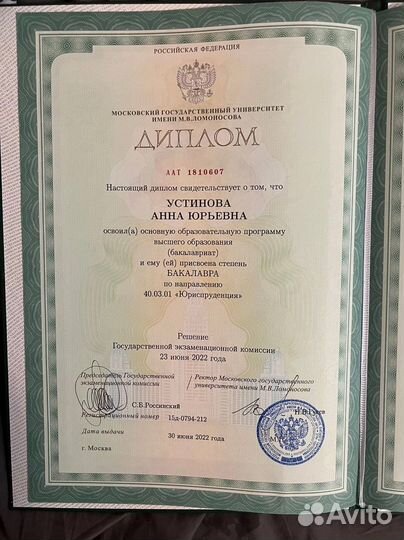 РОССИЙСКАЯ ФЕДЕРАЦИЯ
МОСКОВСКИЙ ГОСУДАРСТВЕННЫЙ УНИВЕРСИТЕТ
ИМЕНИ М.В.ЛОМОНОСОВА
ДИПЛОМ
ААТ 1810607
Настоящий диплом свидетельствует о том, что
УСТИНОВА
АННА ЮРЬЕВНА
освоил(а) основную образовательную программу
высшего образования
(бакалавриат)
и ему (ей) присвоена степень
БАКАЛАВРА
по направлению
40.03.01 «Юриспруденция»
Решение
Государственной экзаменационной комиссии
23 июня 2022 года
Председатель Государственной
экзаменационной комиссии
Ректор Московского государственного
университета имени М.В.Ломоносова
С.Б.Россинский
Регистрационный номер 15д-0794-212
Дата выдачи 30 июня 2022 года
г. Москва
Avito